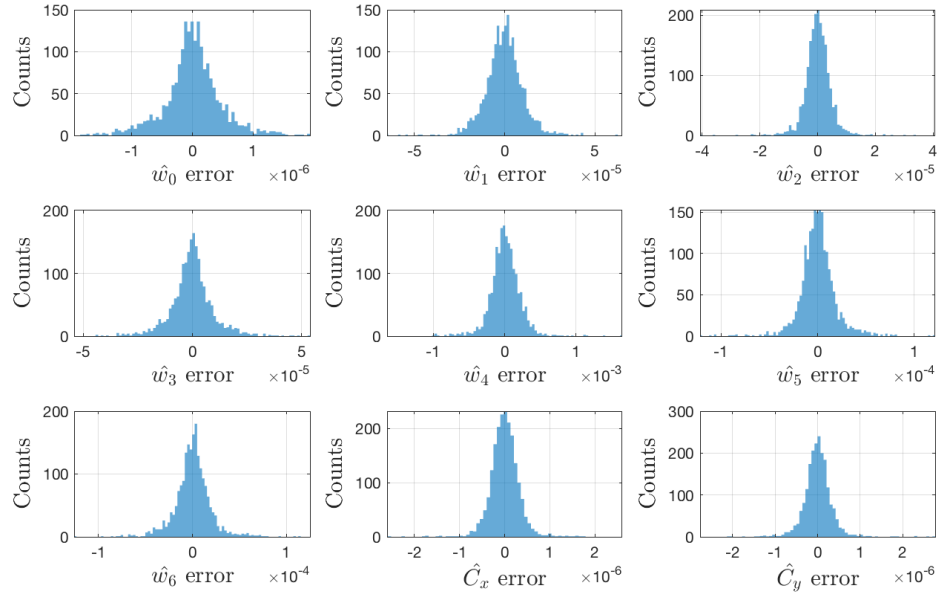 150
100
50
0
Counts
-1 0 1
ŵ₀ error ×10⁻⁶
150
100
50
0
Counts
-5 0 5
ŵ₁ error ×10⁻⁵
200
100
0
Counts
-4 -2 0 2 4
ŵ₂ error ×10⁻⁵
200
100
0
Counts
-5 0 5
ŵ₃ error ×10⁻⁵
200
100
0
Counts
-1 0 1
ŵ₄ error ×10⁻³
150
100
50
0
Counts
-1 0 1
ŵ₅ error ×10⁻⁴
200
100
0
Counts
-1 0 1
ŵ₆ error ×10⁻⁴
200
100
0
Counts
-2 -1 0 1 2
Ĉₓ error ×10⁻⁶
300
200
100
0
Counts
-2 -1 0 1 2
Ĉ_y error ×10⁻⁶